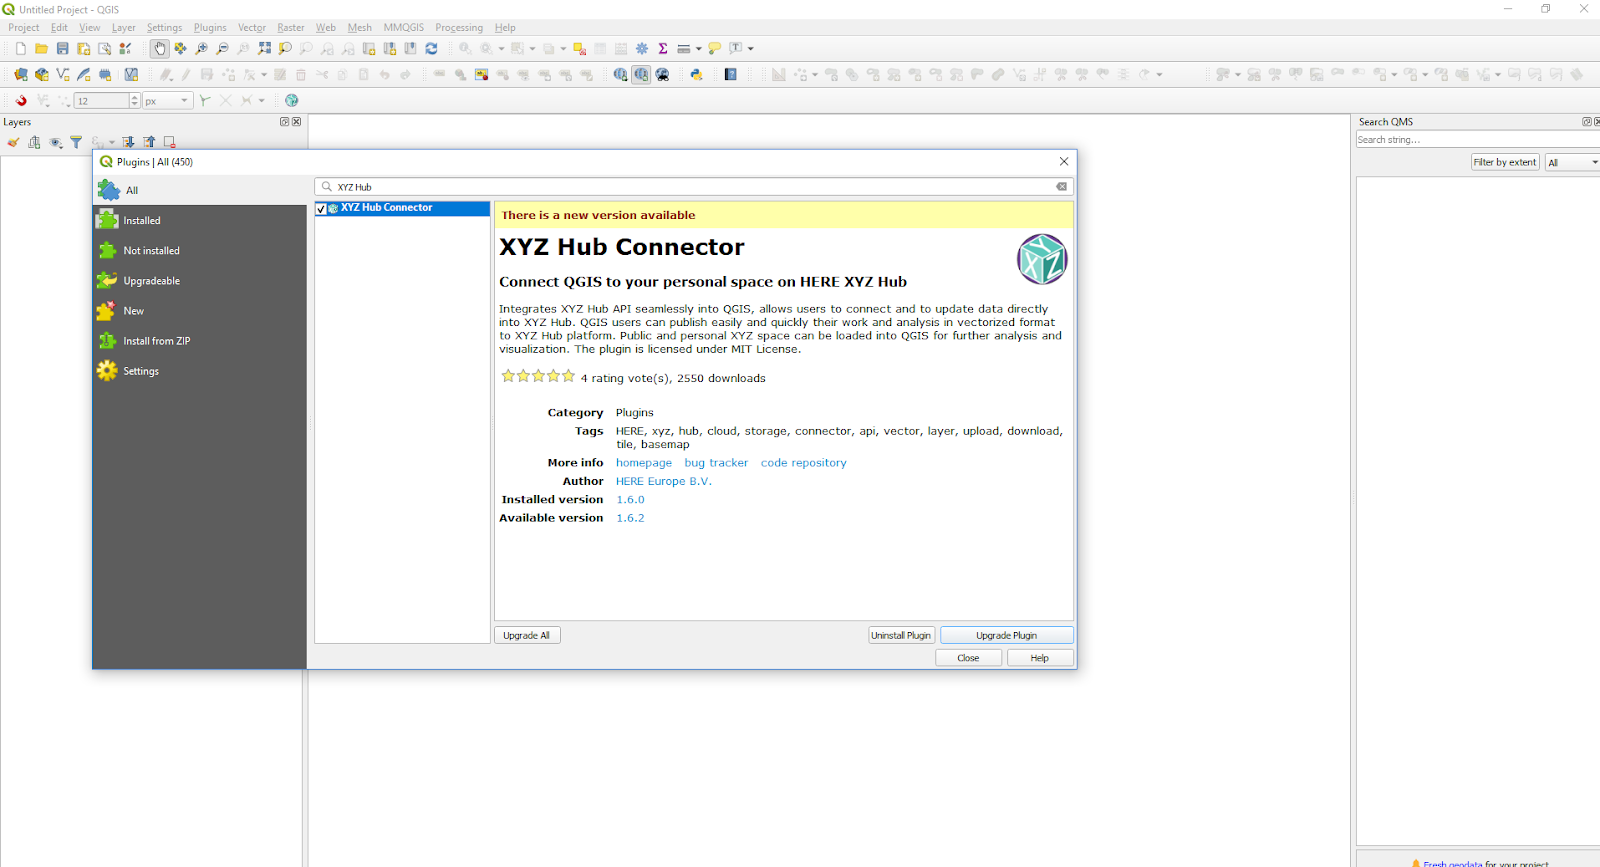 Untitled Project - QGIS
Project Edit View Layer Settings Plugins Vector Raster Web Mesh MMQGIS Processing Help
12 px
Layers
Search QMS
Search string...
Filter by extent All
Plugins | All (450)
All
Installed
Not installed
Upgradeable
New
Install from ZIP
Settings
XYZ Hub
XYZ Hub Connector
There is a new version available
XYZ Hub Connector
XYZ
Connect QGIS to your personal space on HERE XYZ Hub
Integrates XYZ Hub API seamlessly into QGIS, allows users to connect and to update data directly
into XYZ Hub. QGIS users can publish easily and quickly their work and analysis in vectorized format
to XYZ Hub platform. Public and personal XYZ space can be loaded into QGIS for further analysis and
visualization. The plugin is licensed under MIT License.
4 rating vote(s), 2550 downloads
Category Plugins
Tags HERE, xyz, hub, cloud, storage, connector, api, vector, layer, upload, download,
tile, basemap
More info homepage bug tracker code repository
Author HERE Europe B.V.
Installed version 1.6.0
Available version 1.6.2
Upgrade All Uninstall Plugin Upgrade Plugin
Close Help
Fresh geodata for your project